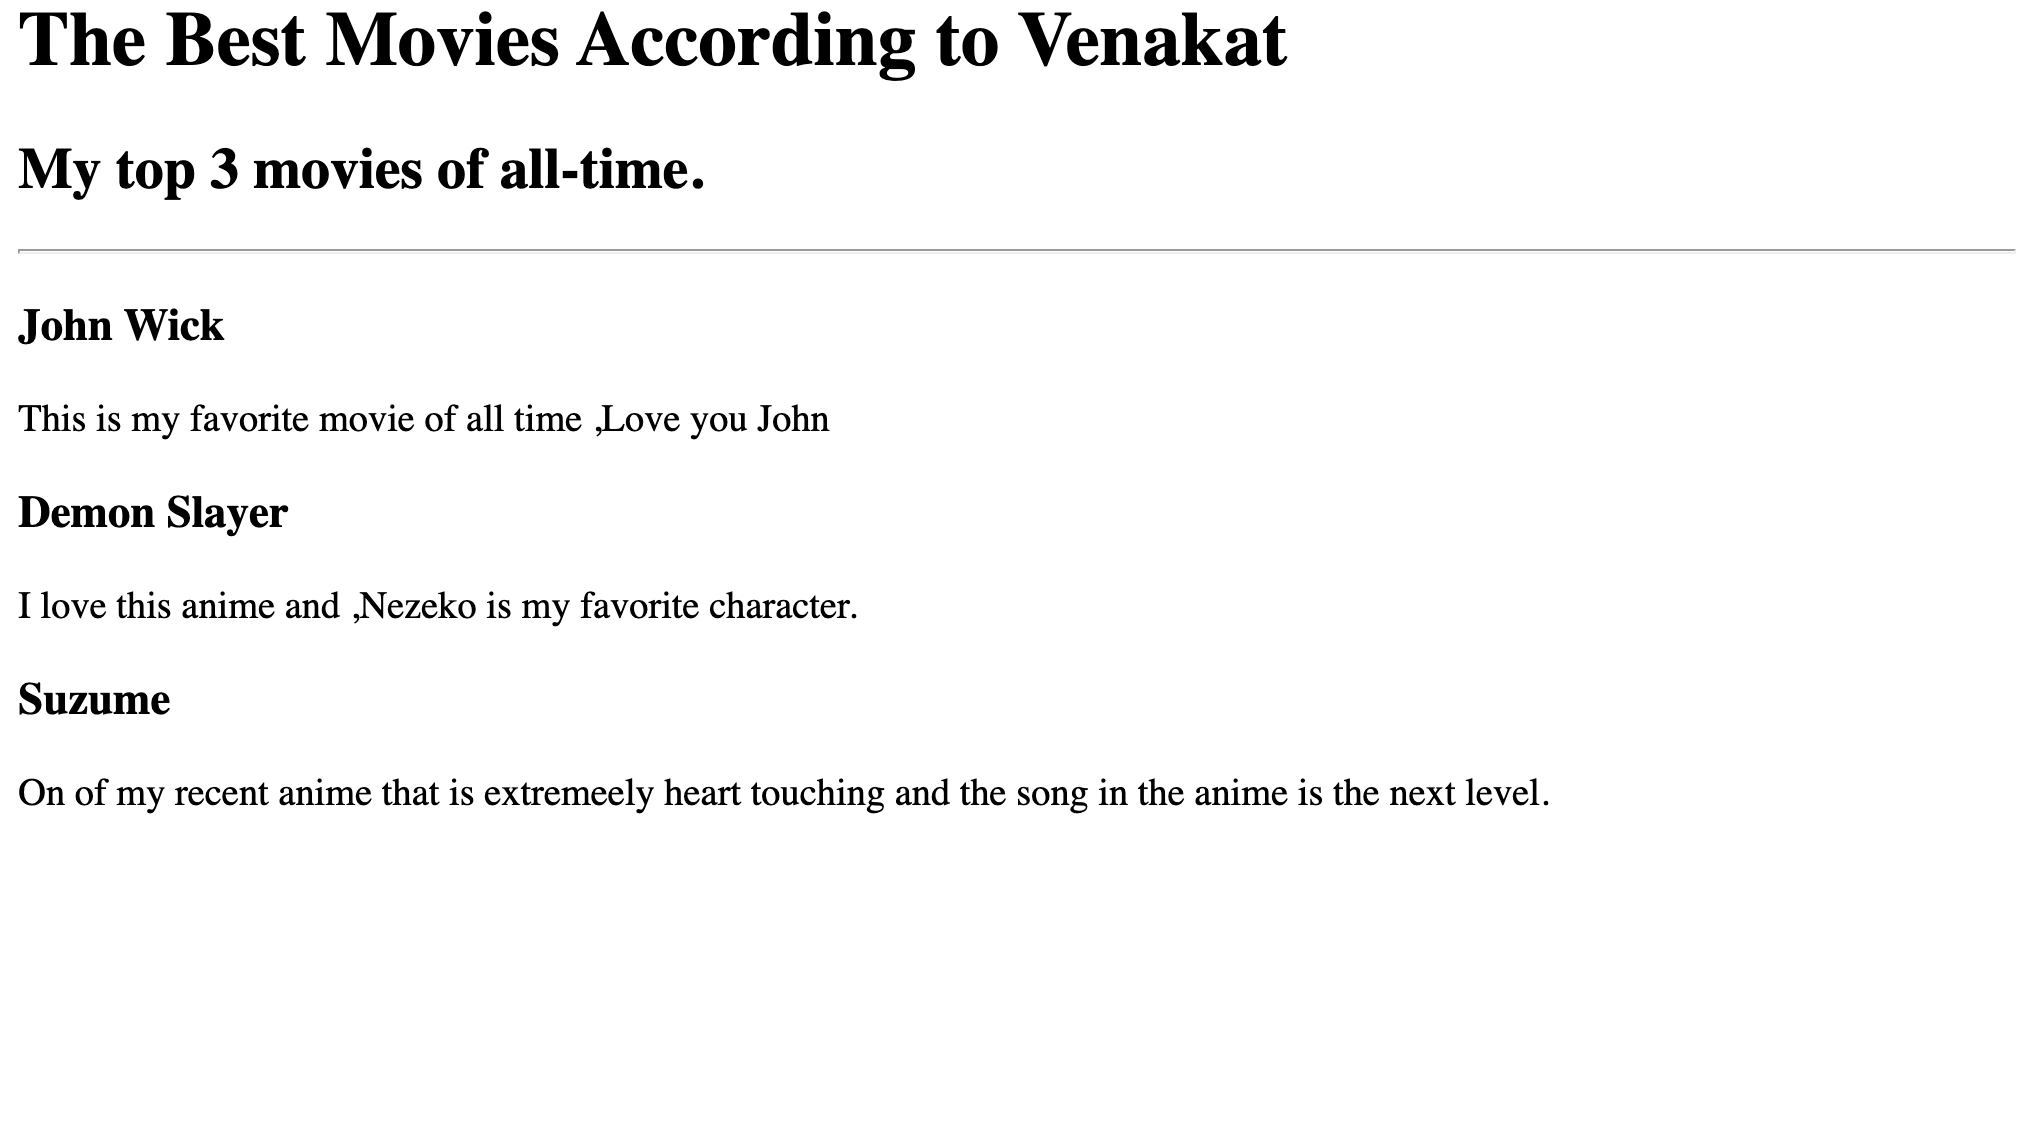 The Best Movies According to Venakat
My top 3 movies of all-time.
John Wick
This is my favorite movie of all time ,Love you John
Demon Slayer
I love this anime and ,Nezeko is my favorite character.
Suzume
On of my recent anime that is extremeely heart touching and the song in the anime is the next level.